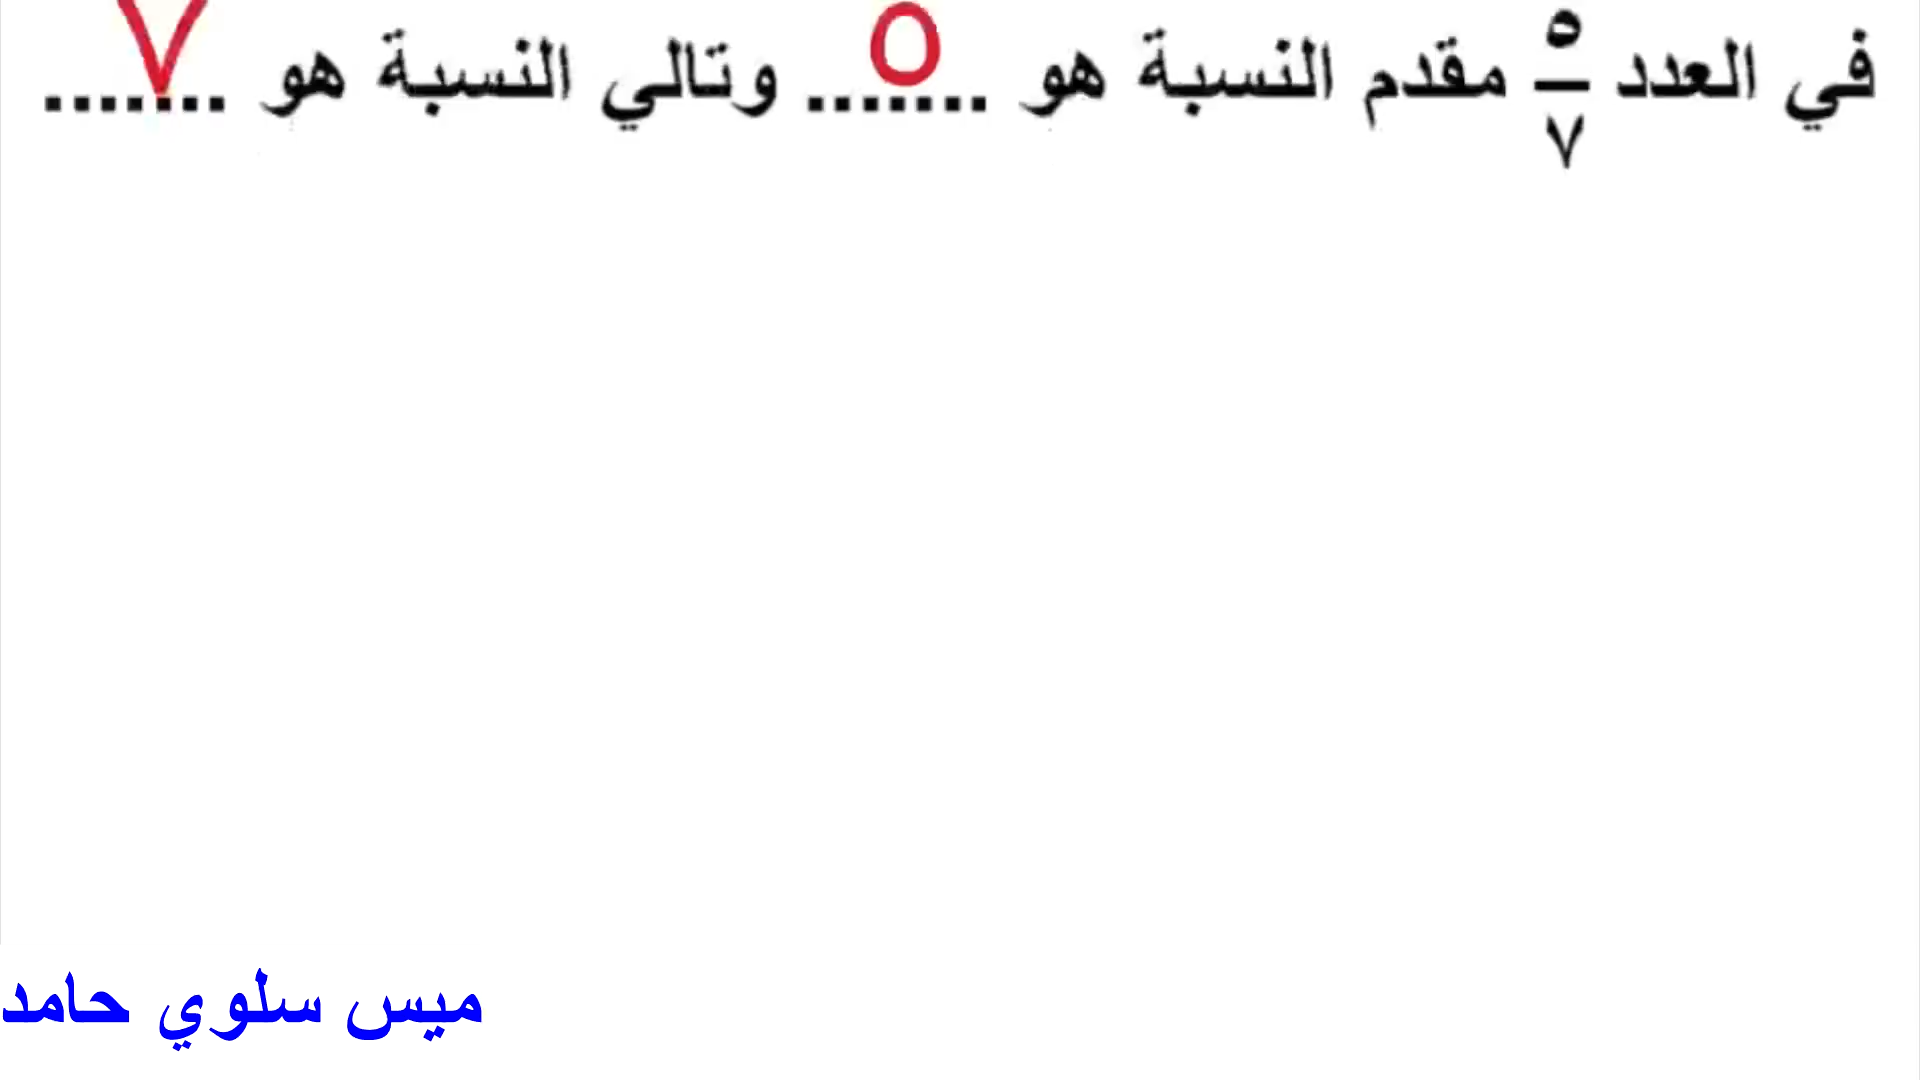 في العدد ٥/٧ مقدم النسبة هو ....٥... وتالي النسبة هو ....٧...
ميس سلوي حامد